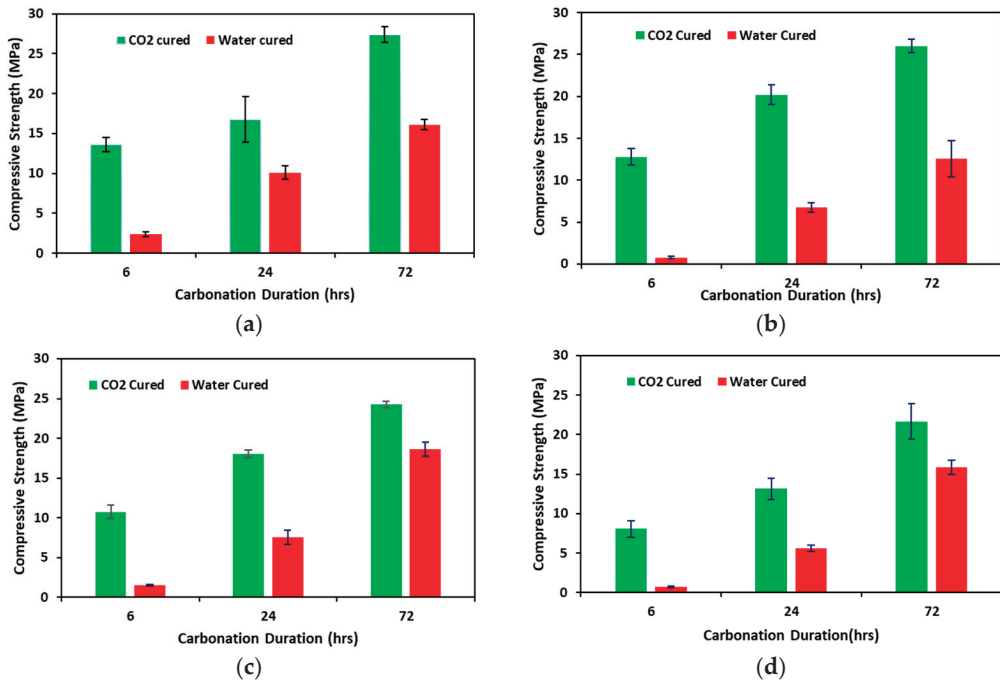 CO2 cured Water cured
Compressive Strength (MPa)
30
25
20
15
10
5
0
6 24 72
Carbonation Duration (hrs)
(a)
CO2 Cured Water Cured
Compressive Strength (MPa)
30
25
20
15
10
5
0
6 24 72
Carbonation Duration (hrs)
(b)
CO2 Cured Water Cured
Compressive Strength (MPa)
30
25
20
15
10
5
0
6 24 72
Carbonation Duration (hrs)
(c)
CO2 Cured Water Cured
Compressive Strength (MPa)
30
25
20
15
10
5
0
6 24 72
Carbonation Duration(hrs)
(d)